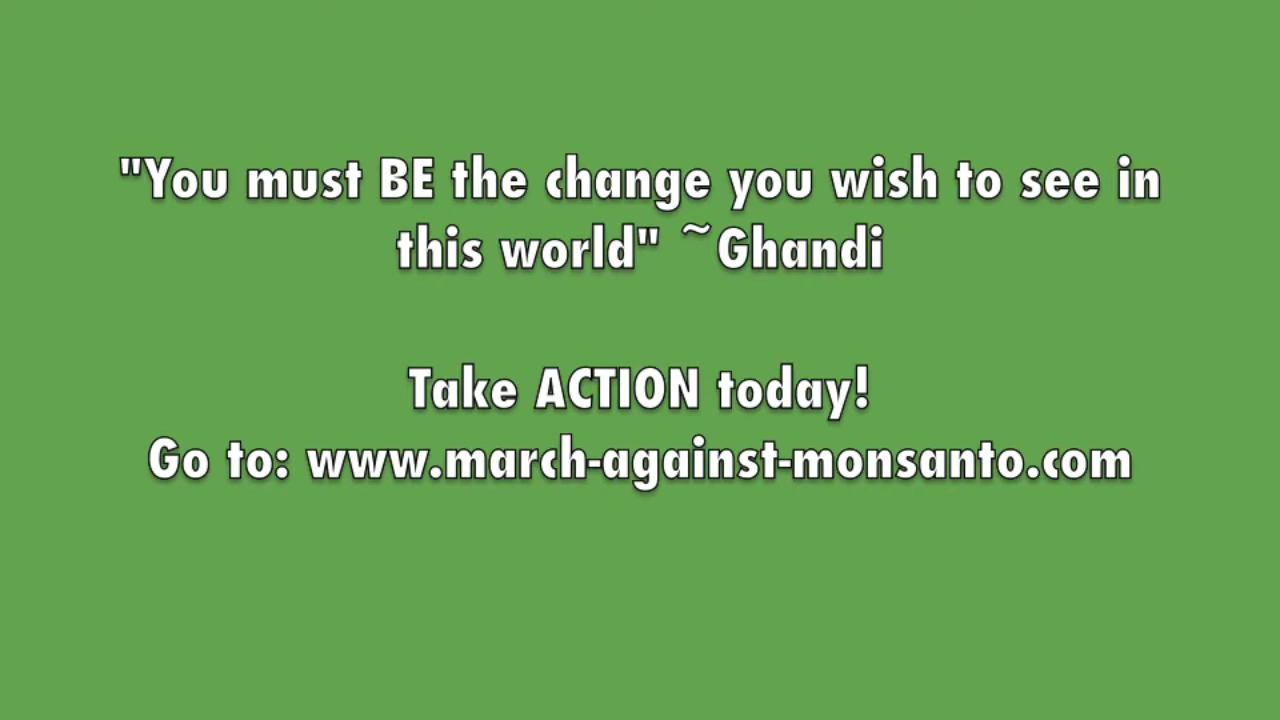 "You must BE the change you wish to see in
this world" ~Ghandi
Take ACTION today!
Go to: www.march-against-monsanto.com